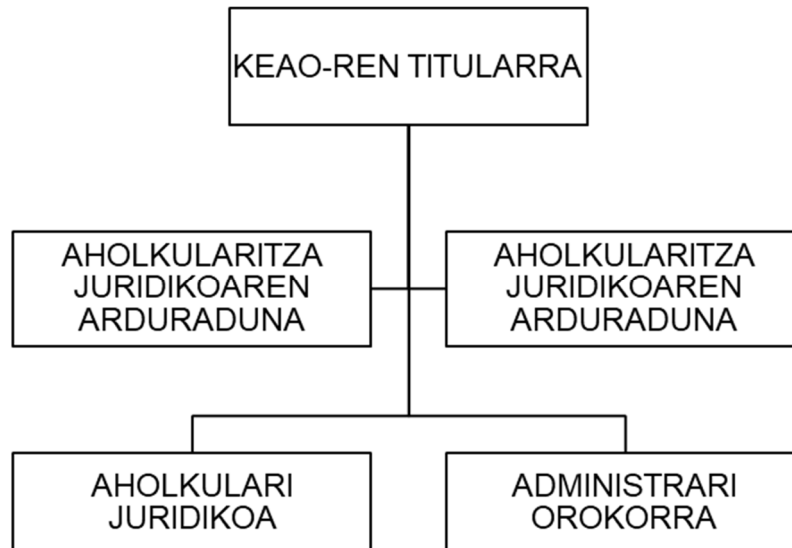 KEAO-REN TITULARRA
AHOLKULARITZA
JURIDIKOAREN
ARDURADUNA
AHOLKULARITZA
JURIDIKOAREN
ARDURADUNA
AHOLKULARI
JURIDIKOA
ADMINISTRARI
OROKORRA